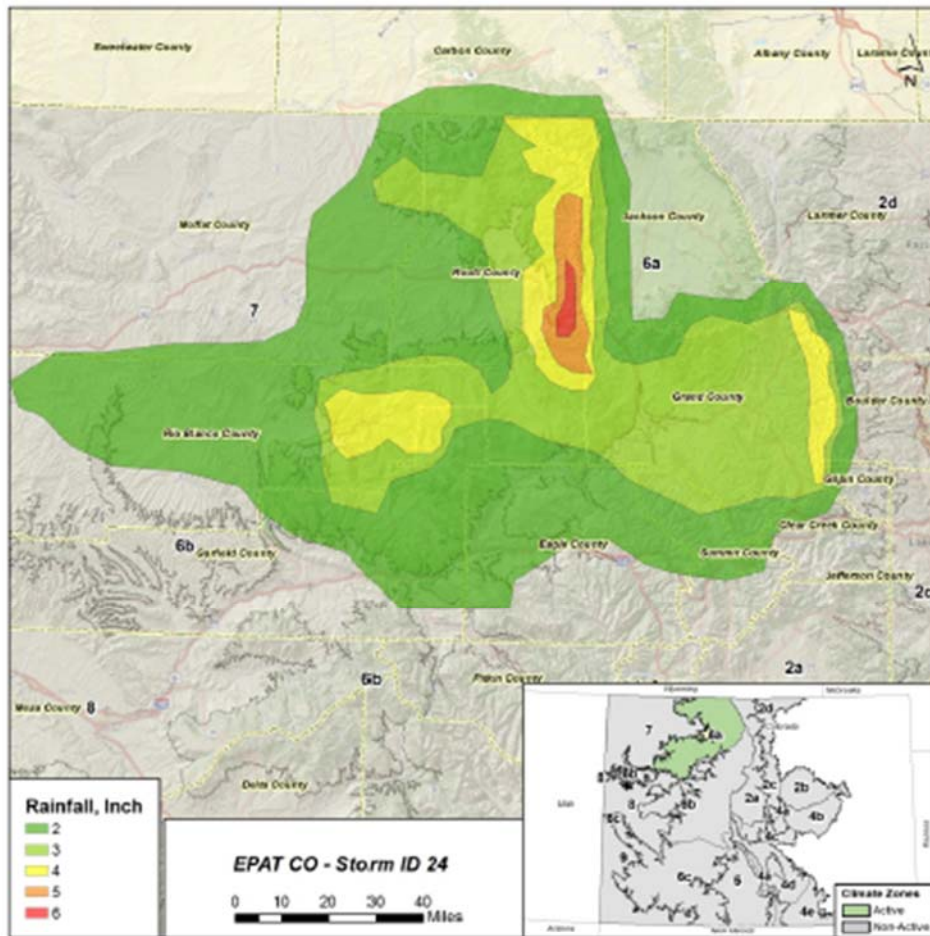 Sweetwater County
Carbon County
Albany County
Laramie County
N
Moffat County
Jackson County
Larimer County
2d
Routt County
6a
7
Grand County
Boulder County
Rio Blanco County
Gilpin County
Clear Creek County
6b
Garfield County
Eagle County
Summit County
Jefferson County
2c
2a
6b
Pitkin County
Mesa County
8
Delta County
Rainfall, Inch
2
3
4
5
6
EPAT CO - Storm ID 24
0 10 20 40
Miles
Wyoming
Nebraska
2d
Colorado
7
6a
2c
2b
2a
4b
Utah
8
6b
6c
6c
5
4d
4e
Arizona
New Mexico
Climate Zones
Active
Non-Active